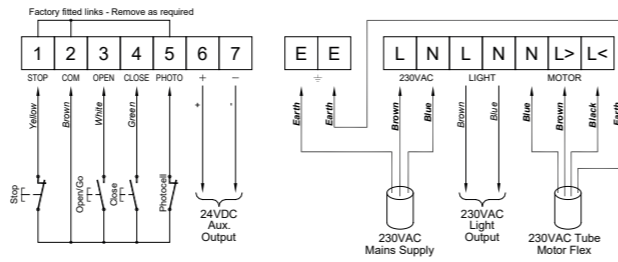 Factory fitted links - Remove as required
1 2 3 4 5 6 7
STOP COM OPEN CLOSE PHOTO + −
E E
L N L N N L> L<
230VAC LIGHT MOTOR
Yellow Brown White Green + -
Earth Earth Brown Blue Brown Blue Blue Brown Black Earth
Stop Open/Go Close Photocell
24VDC
Aux.
Output
230VAC
Mains Supply
230VAC
Light
Output
230VAC Tube
Motor Flex